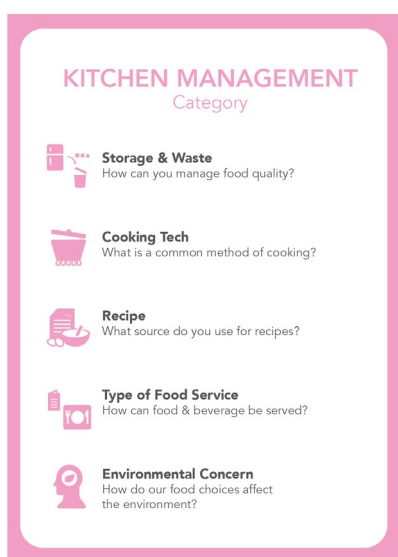 KITCHEN MANAGEMENT
Category
Storage & Waste
How can you manage food quality?
Cooking Tech
What is a common method of cooking?
Recipe
What source do you use for recipes?
Type of Food Service
How can food & beverage be served?
Environmental Concern
How do our food choices affect
the environment?